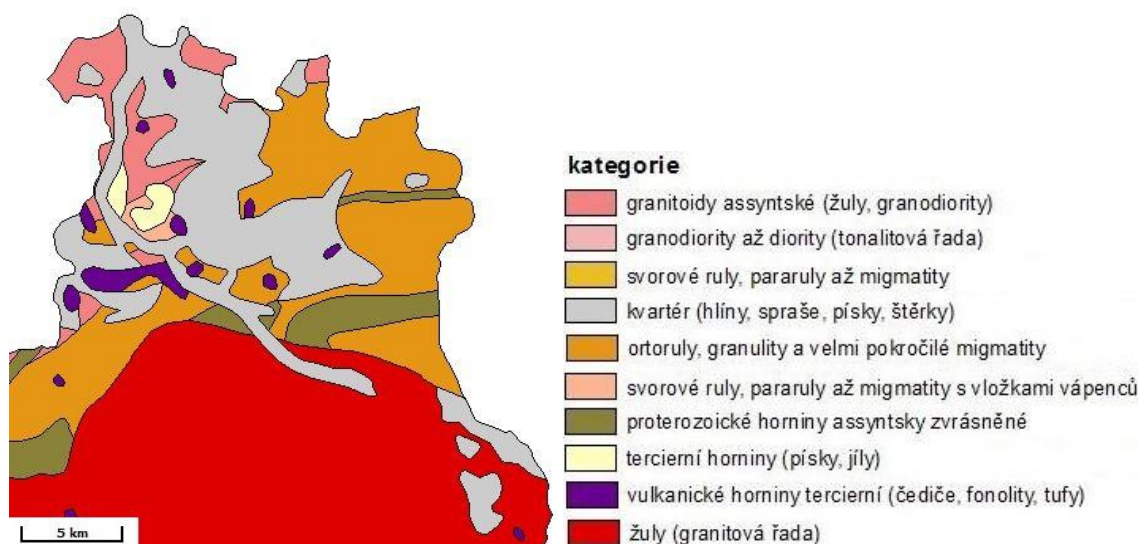 kategorie
granitoidy assyntské (žuly, granodiority)
granodiority až diority (tonalitová řada)
svorové ruly, pararuly až migmatity
kvartér (hlíny, spraše, písky, štěrky)
ortoruly, granulity a velmi pokročilé migmatity
svorové ruly, pararuly až migmatity s vložkami vápenců
proterozoické horniny assyntsky zvrásněné
tercierní horniny (písky, jíly)
vulkanické horniny tercierní (čediče, fonolity, tufy)
žuly (granitová řada)
5 km